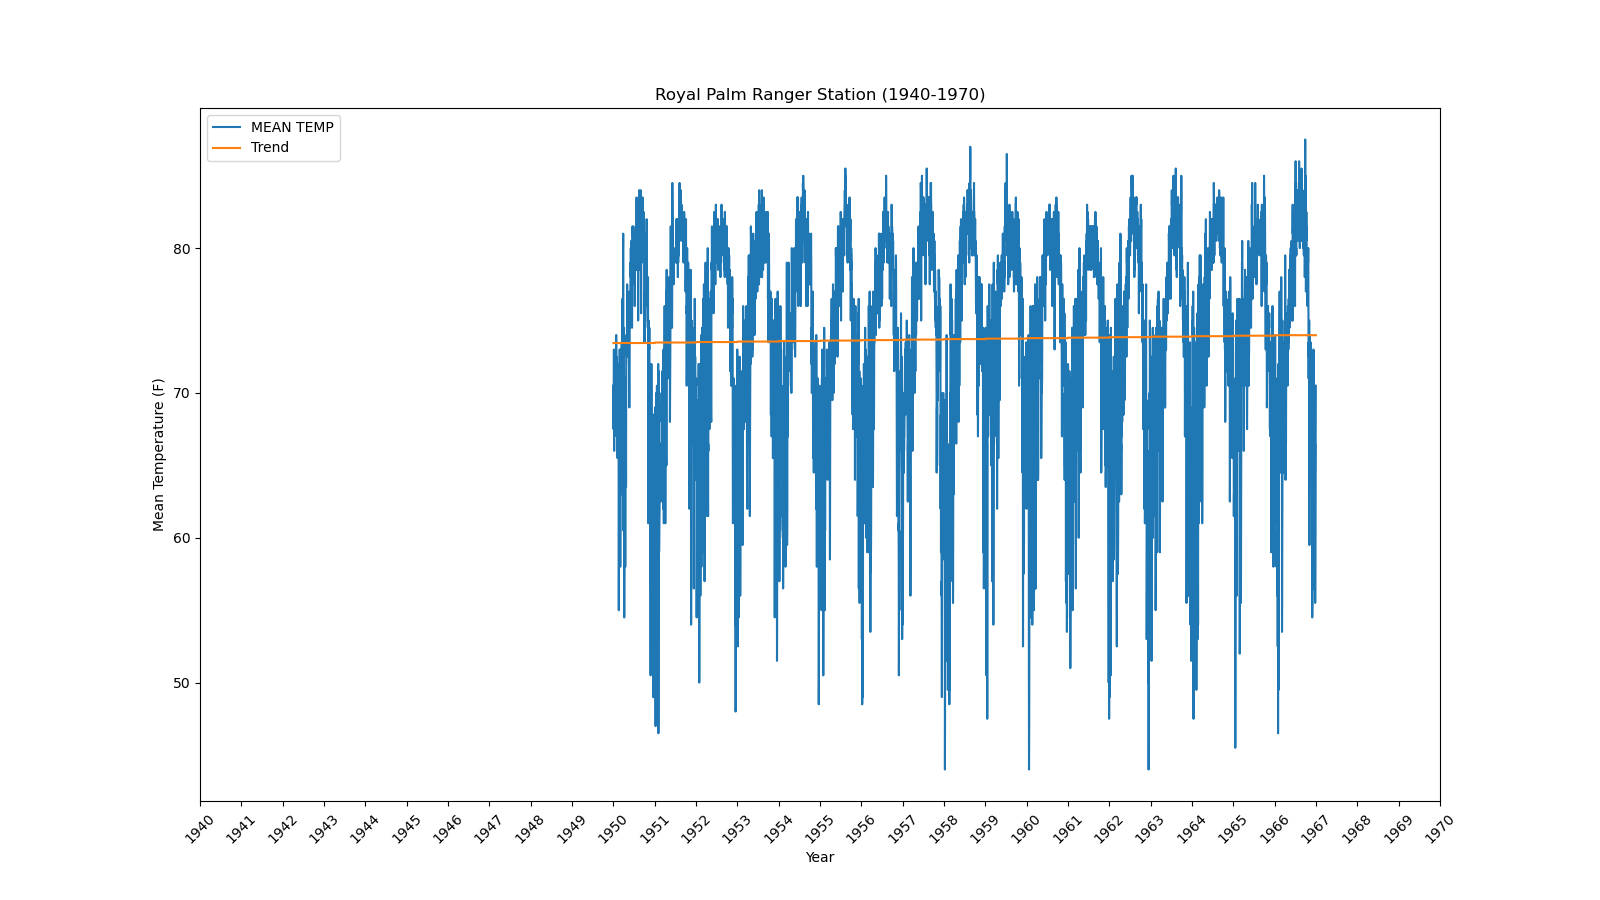 Royal Palm Ranger Station (1940-1970)
MEAN TEMP
Trend
Mean Temperature (F)
80
70
60
50
1940 1941 1942 1943 1944 1945 1946 1947 1948 1949 1950 1951 1952 1953 1954 1955 1956 1957 1958 1959 1960 1961 1962 1963 1964 1965 1966 1967 1968 1969 1970
Year